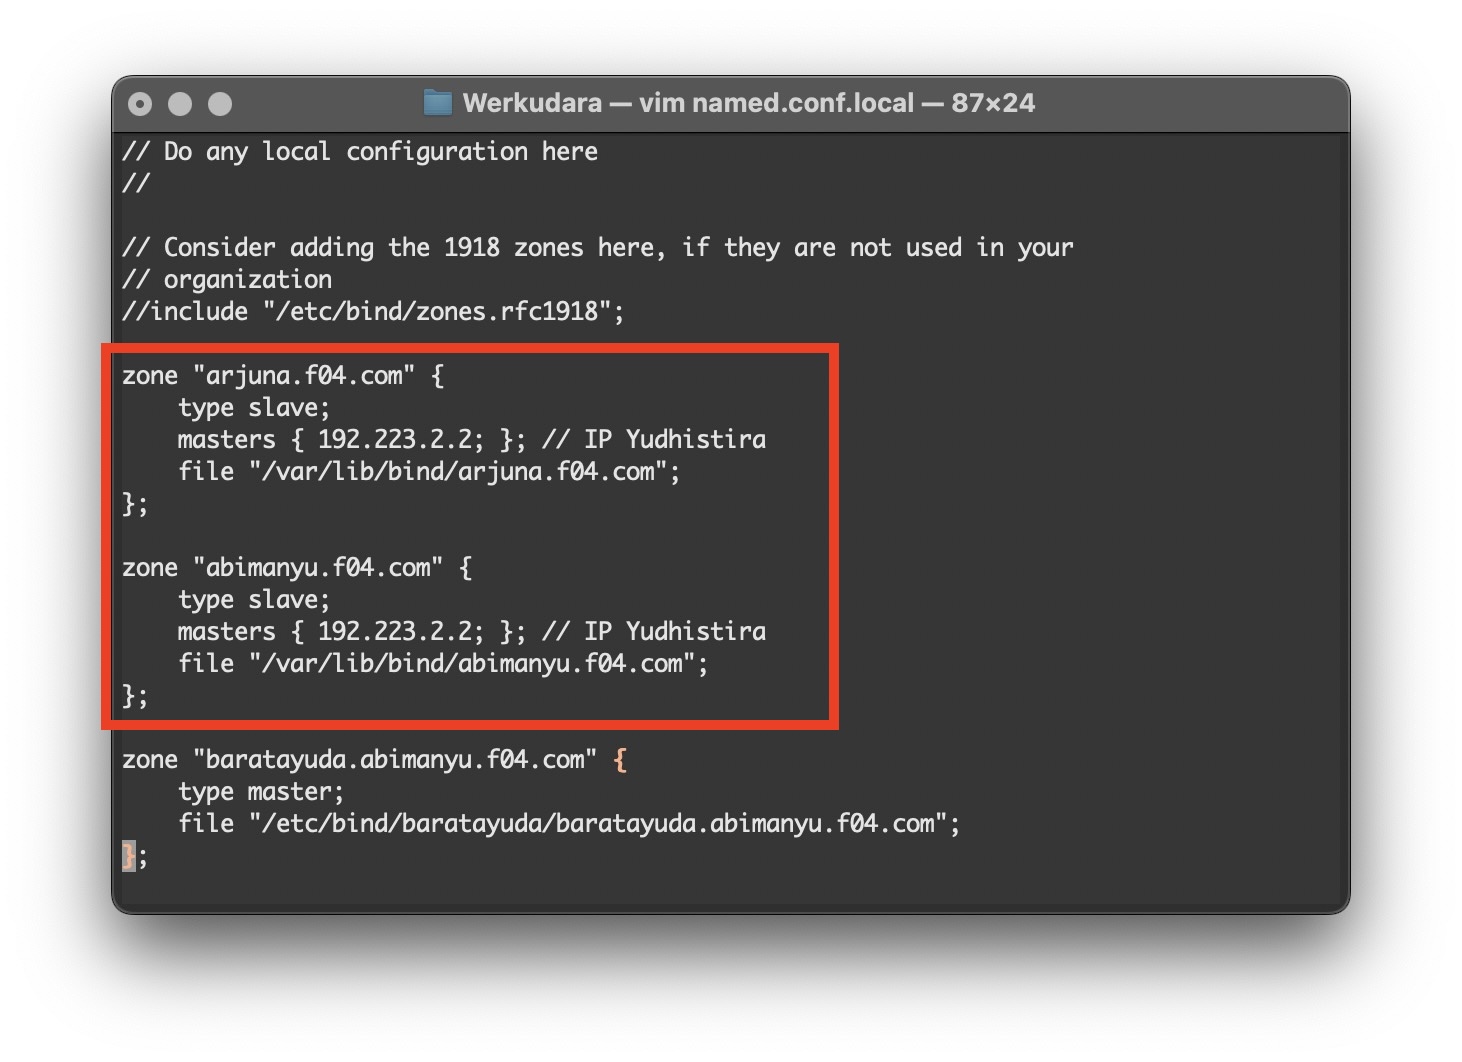 Werkudara — vim named.conf.local — 87×24
// Do any local configuration here
//
// Consider adding the 1918 zones here, if they are not used in your
// organization
//include "/etc/bind/zones.rfc1918";
zone "arjuna.f04.com" {
    type slave;
    masters { 192.223.2.2; }; // IP Yudhistira
    file "/var/lib/bind/arjuna.f04.com";
};
zone "abimanyu.f04.com" {
    type slave;
    masters { 192.223.2.2; }; // IP Yudhistira
    file "/var/lib/bind/abimanyu.f04.com";
};
zone "baratayuda.abimanyu.f04.com" {
    type master;
    file "/etc/bind/baratayuda/baratayuda.abimanyu.f04.com";
};